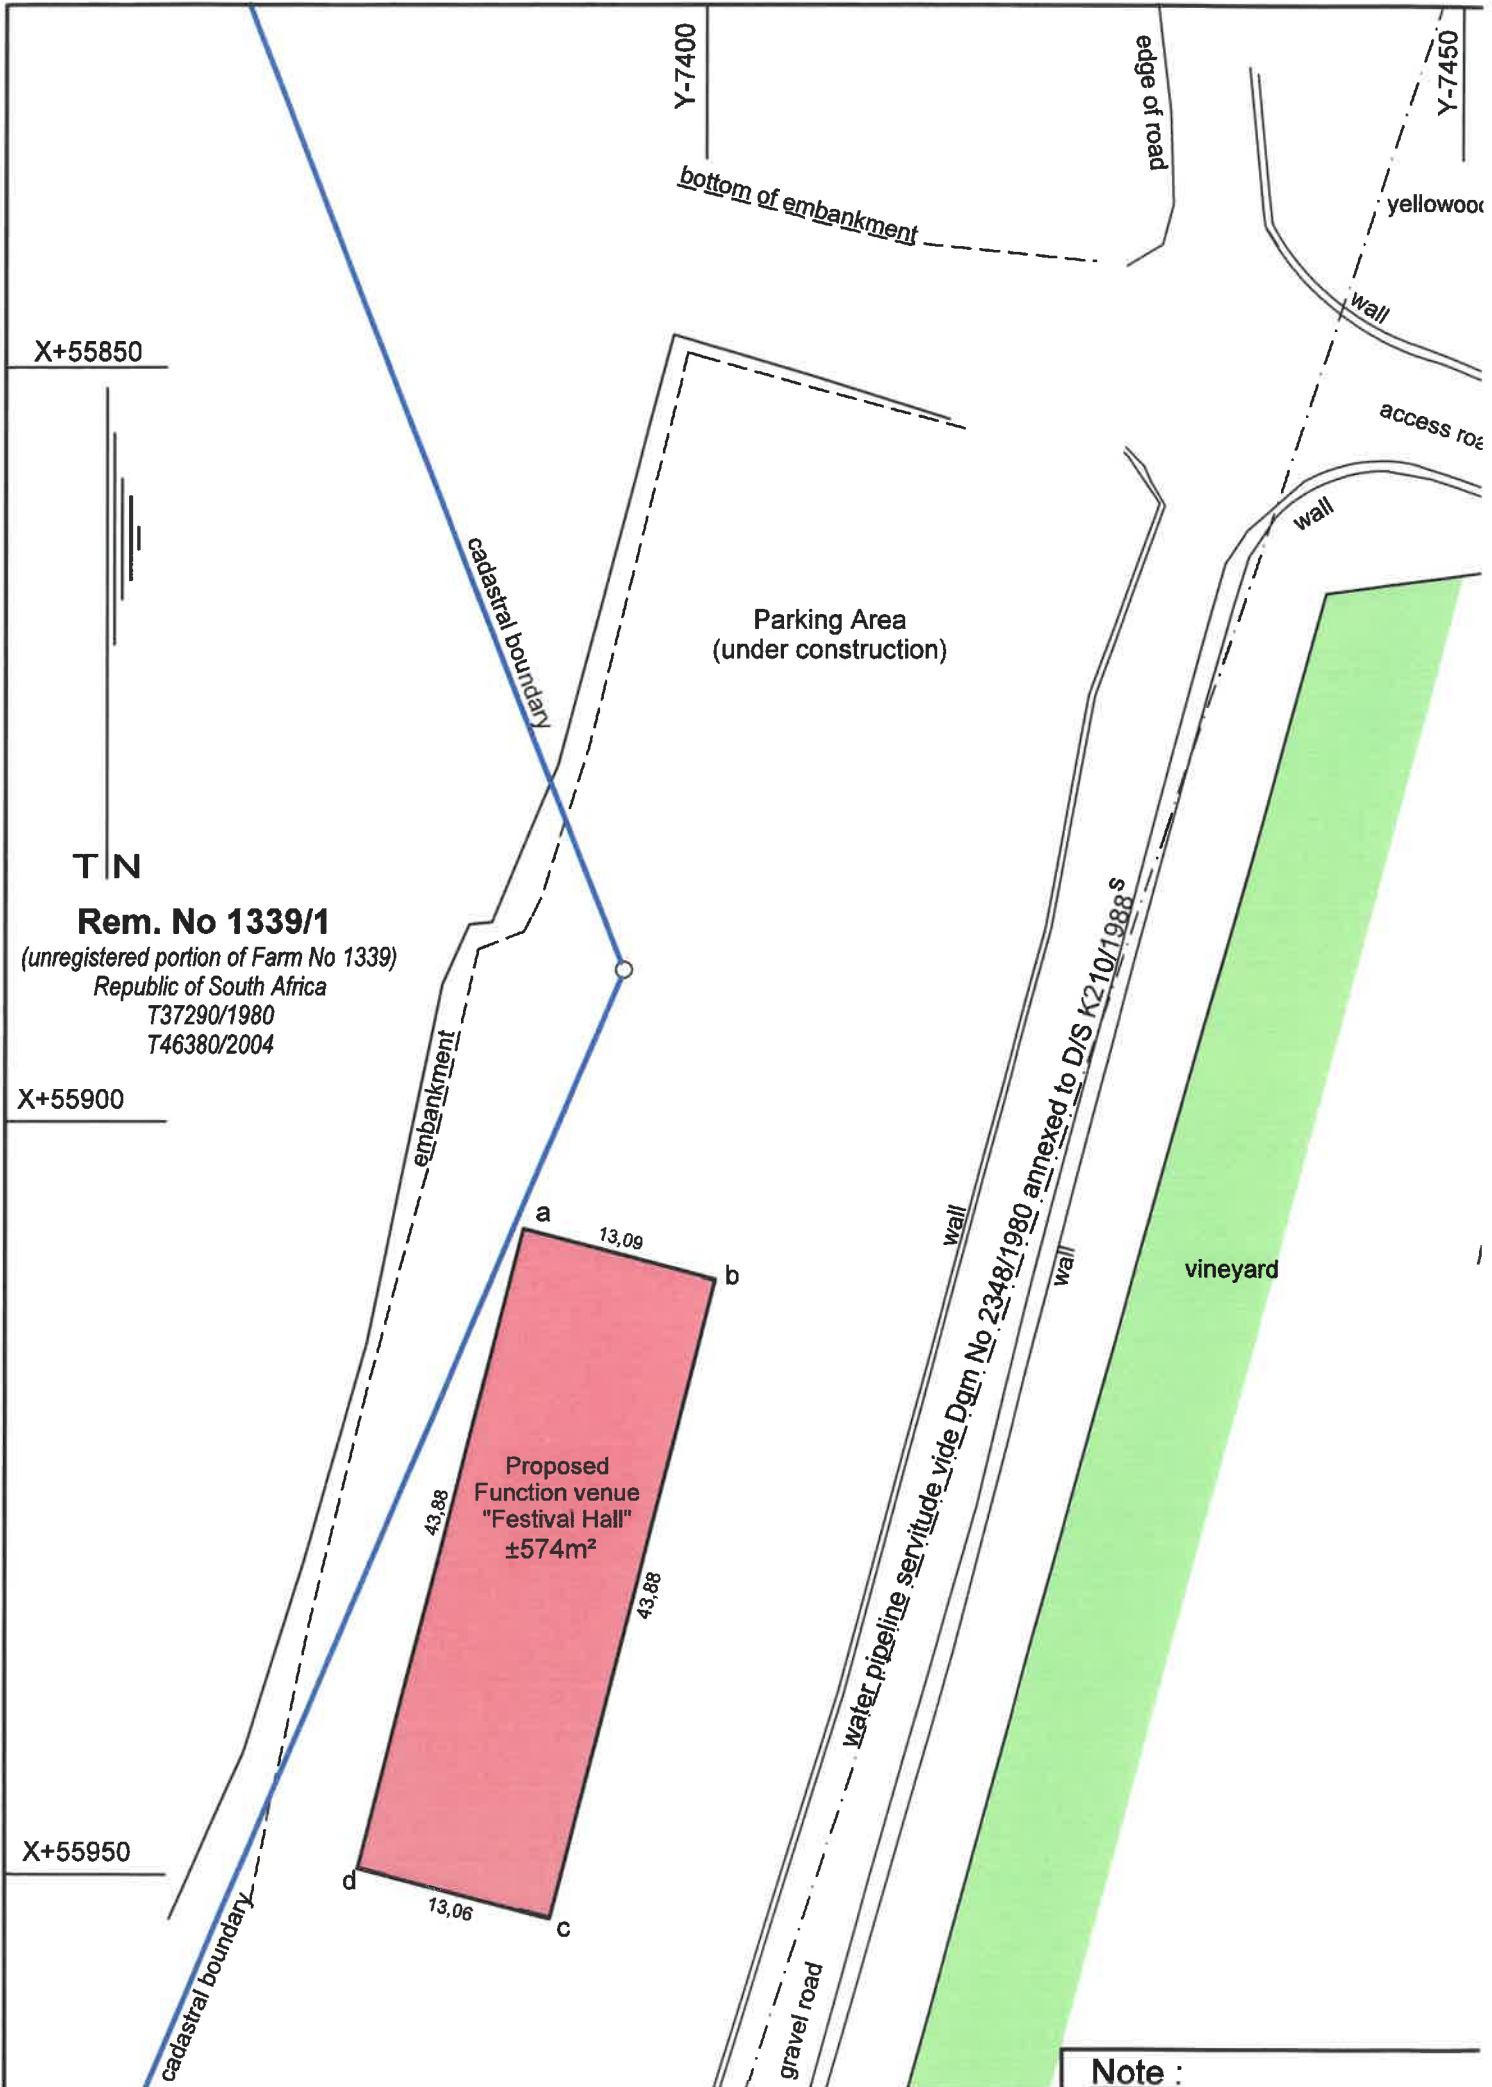 Y-7400
edge of road
Y-7450
bottom of embankment
wall
X+55850
wall
cadastral boundary
Parking Area
(under construction)
T N
Rem. No 1339/1
(unregistered portion of Farm No 1339)
Republic of South Africa
T37290/1980
T46380/2004
X+55900
embankment
water pipeline servitude vide Dgm No 2348/1980 annexed to D/S K210/1988 S
a
13,09
b
wall
wall
vineyard
Proposed
Function venue
"Festival Hall"
±574m²
43,88
43,88
X+55950
d
13,06
c
cadastral boundary
gravel road
Note :
yellowood
access roa